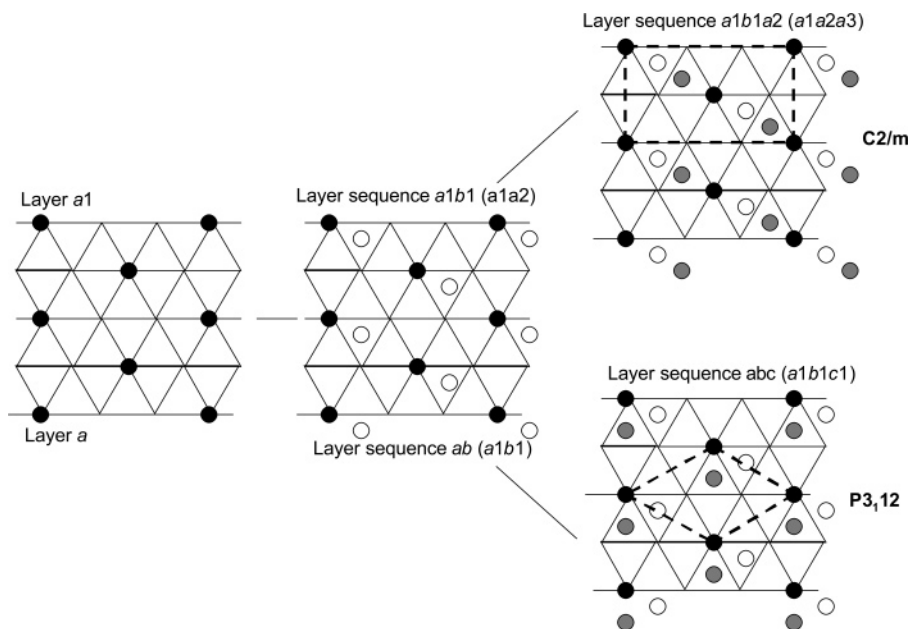 Layer sequence a1b1a2 (a1a2a3)
C2/m
Layer a1
Layer sequence a1b1 (a1a2)
Layer a
Layer sequence ab (a1b1)
Layer sequence abc (a1b1c1)
P3₁12